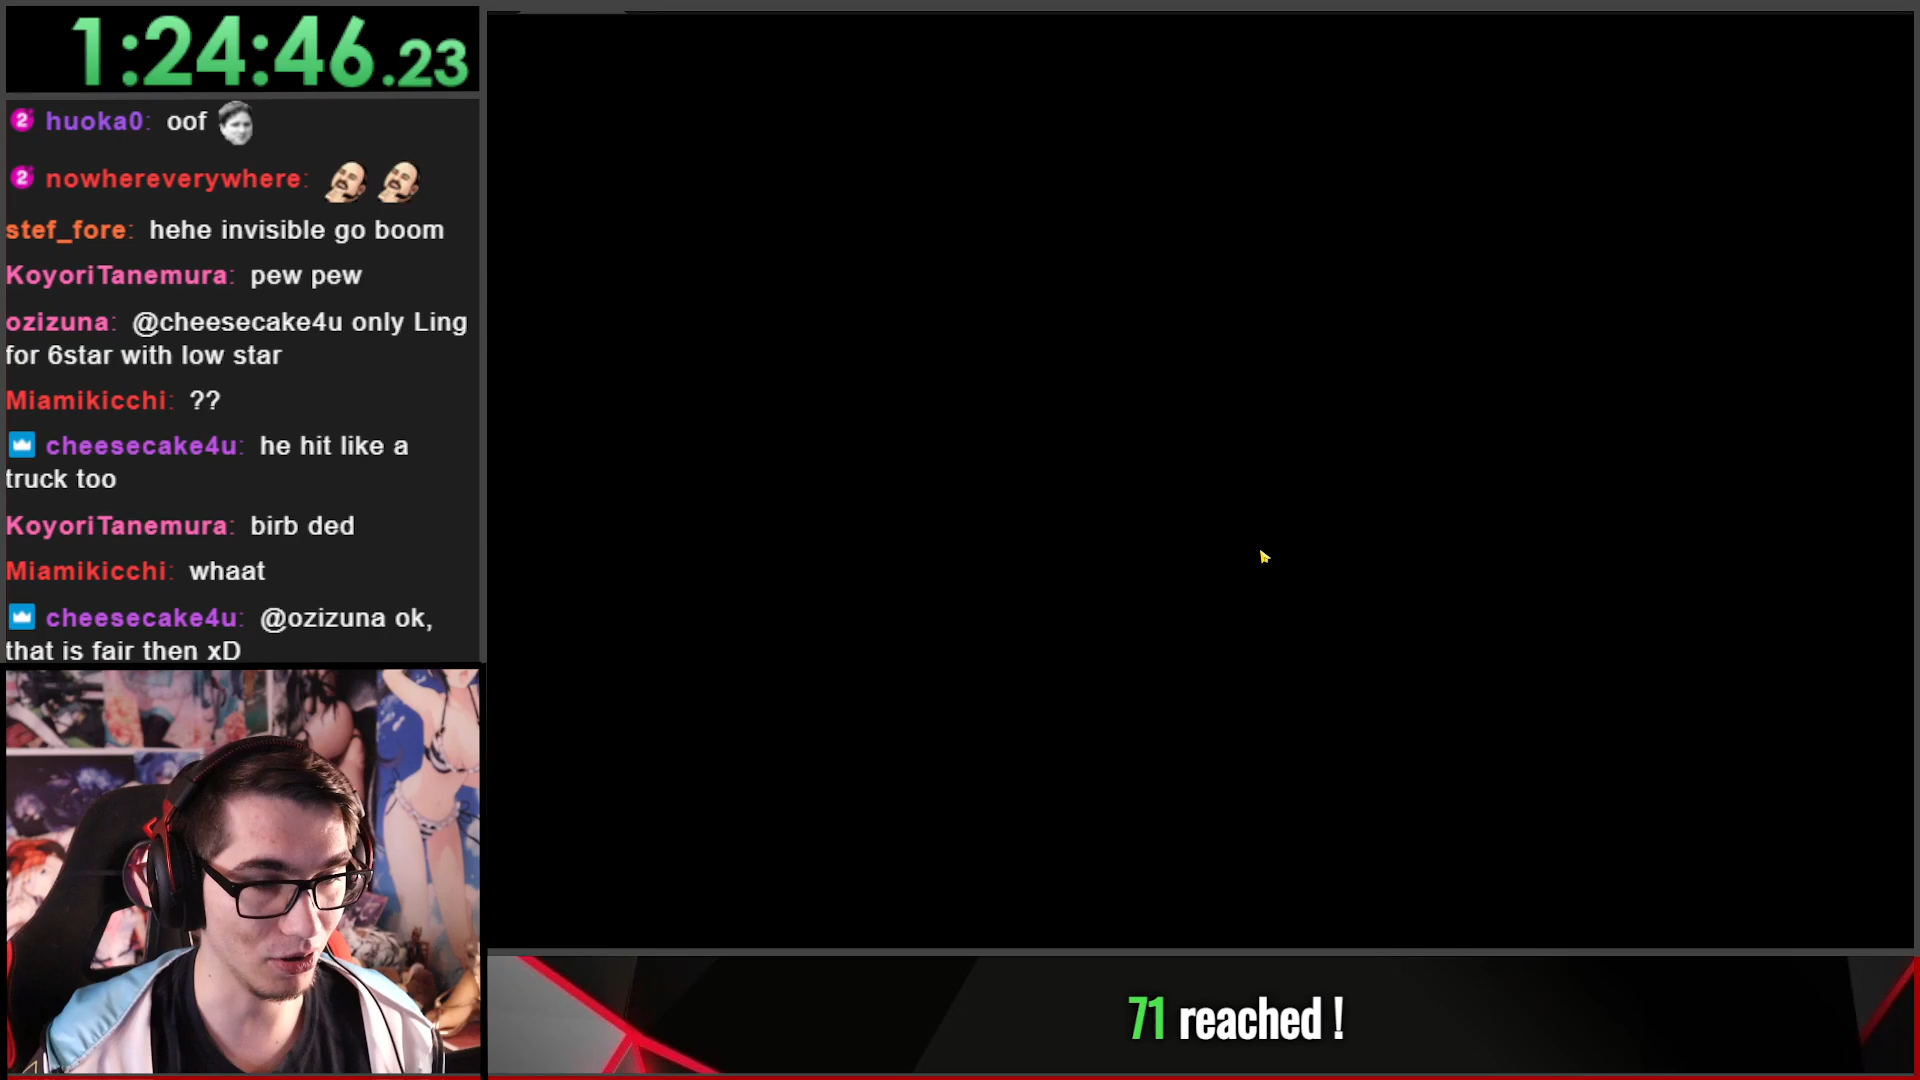 1:24:46.23
2 huoka0: oof
2 nowhereverywhere:
stef_fore: hehe invisible go boom
KoyoriTanemura: pew pew
ozizuna: @cheesecake4u only Ling
for 6star with low star
Miamikicchi: ??
cheesecake4u: he hit like a
truck too
KoyoriTanemura: birb ded
Miamikicchi: whaat
cheesecake4u: @ozizuna ok,
that is fair then xD
71 reached !